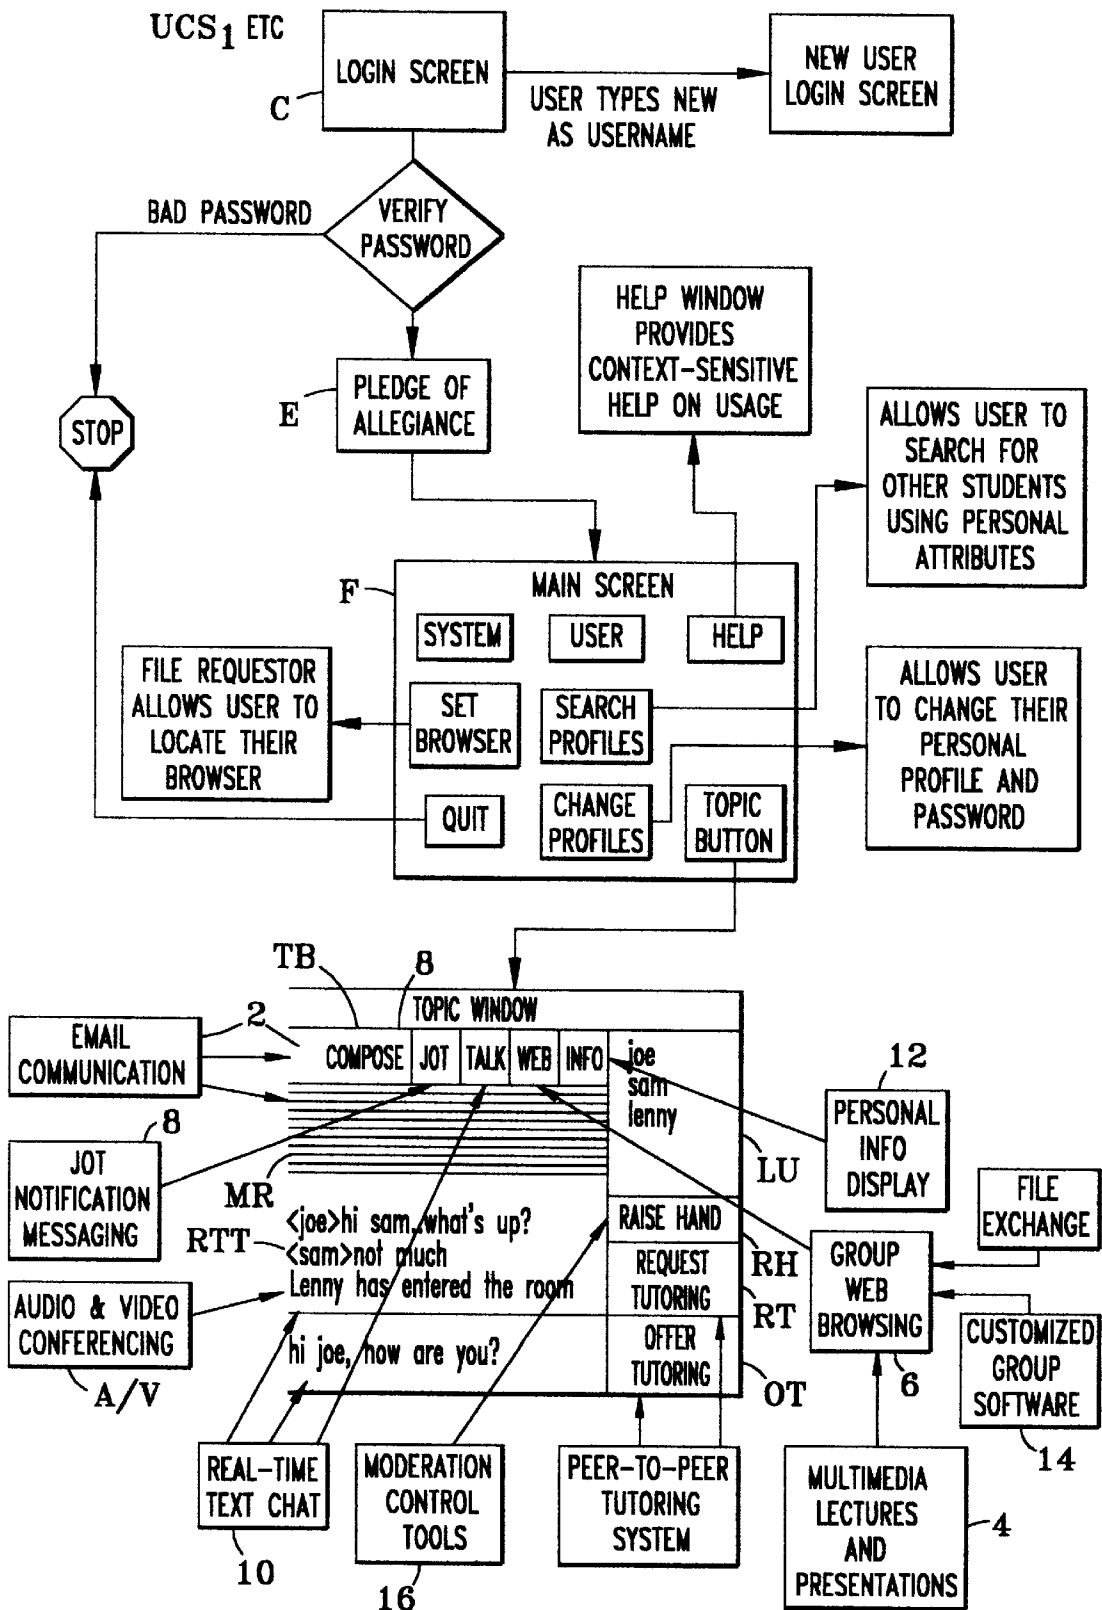 UCS1 ETC
LOGIN SCREEN
C
USER TYPES NEW
AS USERNAME
NEW USER
LOGIN SCREEN
BAD PASSWORD
VERIFY
PASSWORD
STOP
E
PLEDGE OF
ALLEGIANCE
HELP WINDOW
PROVIDES
CONTEXT-SENSITIVE
HELP ON USAGE
ALLOWS USER TO
SEARCH FOR
OTHER STUDENTS
USING PERSONAL
ATTRIBUTES
F
MAIN SCREEN
SYSTEM
USER
HELP
SET
BROWSER
SEARCH
PROFILES
QUIT
CHANGE
PROFILES
TOPIC
BUTTON
FILE REQUESTOR
ALLOWS USER TO
LOCATE THEIR
BROWSER
ALLOWS USER
TO CHANGE THEIR
PERSONAL
PROFILE AND
PASSWORD
TB
8
TOPIC WINDOW
2
EMAIL
COMMUNICATION
COMPOSE
JOT
TALK
WEB
INFO
joe
sam
lenny
12
PERSONAL
INFO
DISPLAY
8
JOT
NOTIFICATION
MESSAGING
MR
LU
FILE
EXCHANGE
RTT
<joe>hi sam..what's up?
<sam>not much
Lenny has entered the room
RAISE HAND
RH
REQUEST
TUTORING
RT
GROUP
WEB
BROWSING
6
AUDIO & VIDEO
CONFERENCING
A/V
hi joe, how are you?
OFFER
TUTORING
OT
CUSTOMIZED
GROUP
SOFTWARE
14
REAL-TIME
TEXT CHAT
10
MODERATION
CONTROL
TOOLS
16
PEER-TO-PEER
TUTORING
SYSTEM
MULTIMEDIA
LECTURES
AND
PRESENTATIONS
4